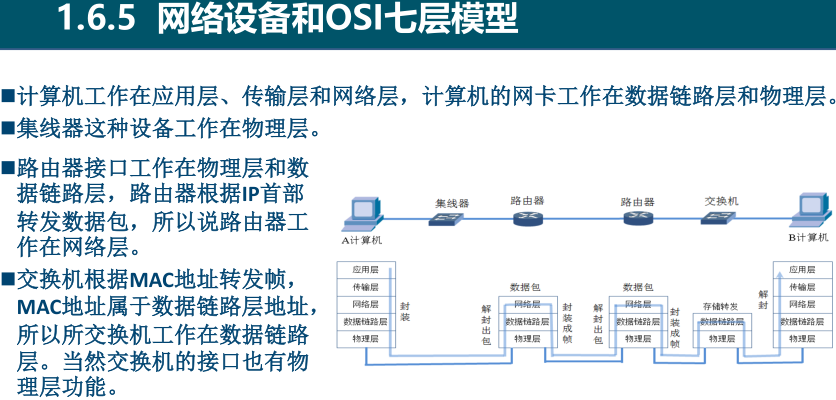 1.6.5 网络设备和OSI七层模型
■计算机工作在应用层、传输层和网络层，计算机的网卡工作在数据链路层和物理层。
■集线器这种设备工作在物理层。
■路由器接口工作在物理层和数
据链路层，路由器根据IP首部
转发数据包，所以说路由器工
作在网络层。
■交换机根据MAC地址转发帧，
MAC地址属于数据链路层地址，
所以所交换机工作在数据链路
层。当然交换机的接口也有物
理层功能。
集线器
路由器
路由器
交换机
A计算机
B计算机
应用层
传输层
网络层
数据链路层
物理层
封装
数据包
解封出包
网络层
数据链路层
物理层
封装成帧
数据包
解封出包
网络层
数据链路层
物理层
封装成帧
存储转发
数据链路层
物理层
解封
应用层
传输层
网络层
数据链路层
物理层